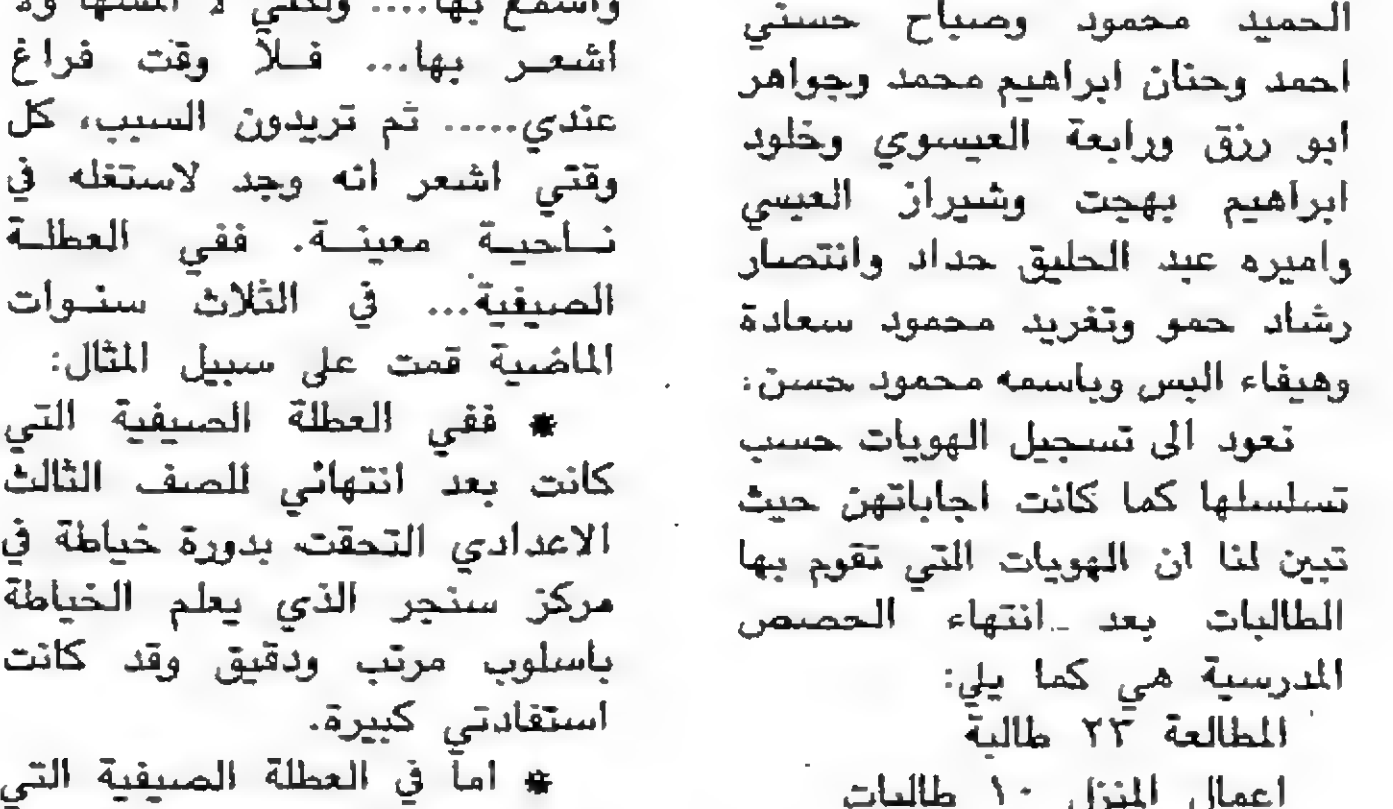 الحميد محمود وصباح حسني
احمد وحنان ابراهيم محمد وجواهر
ابو رزق ورابعة العيسوي وخلود
ابراهيم بهجت وشيراز العبسي
واميره عبد الحليق حداد وانتصار
رشاد حمو وتغريد محمود سعادة
وهيفاء البس وباسمه محمود حسن:
نعود الى تسجيل الهويات حسب
تسلسلها كما كانت اجاباتهن حيث
تبين لنا ان الهويات التي تقوم بها
الطالبات بعد انتهاء الحصص
المدرسية هي كما يلي:
المطالعة ٢٣ طالبة
اعمال المنزل ١٠ طالبات
واسمع بها.... ولكني لا المسها ولا
اشعر بها... فلا وقت فراغ
عندي..... ثم تريدون السبب، كل
وقتي اشعر انه وجد لاستغله في
ناحية معينة. ففي العطلة
الصيفية... في الثلاث سنوات
الماضية قمت على سبيل المثال:
* ففي العطلة الصيفية التي
كانت بعد انتهائي للصف الثالث
الاعدادي التحقت بدورة خياطة في
مركز سنجر الذي يعلم الخياطة
باسلوب مرتب ودقيق وقد كانت
استفادتي كبيرة.
* اما في العطلة الصيفية التي